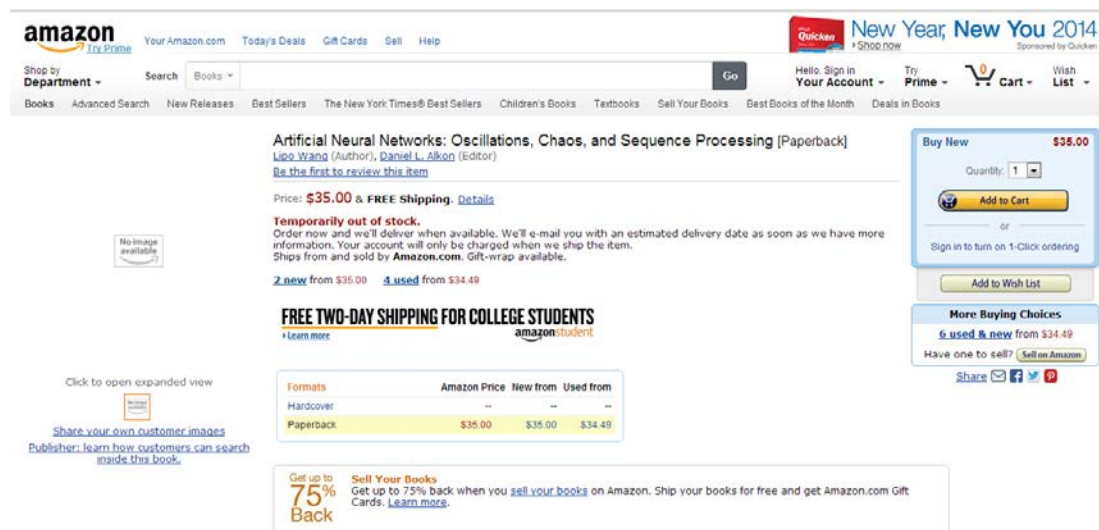 amazon
Try Prime
Your Amazon.com Today's Deals Gift Cards Sell Help
Quicken
New Year, New You 2014
Shop now
Sponsored by Quicken
Shop by
Department
Search Books Go
Hello. Sign in
Your Account
Try
Prime
0
Cart
Wish
List
Books Advanced Search New Releases Best Sellers The New York Times® Best Sellers Children's Books Textbooks Sell Your Books Best Books of the Month Deals in Books
Artificial Neural Networks: Oscillations, Chaos, and Sequence Processing [Paperback]
Lipo Wang (Author), Daniel L. Alkon (Editor)
Be the first to review this item
Price: $35.00 & FREE Shipping. Details
Temporarily out of stock.
Order now and we'll deliver when available. We'll e-mail you with an estimated delivery date as soon as we have more
information. Your account will only be charged when we ship the item.
Ships from and sold by Amazon.com. Gift-wrap available.
2 new from $35.00 4 used from $34.49
FREE TWO-DAY SHIPPING FOR COLLEGE STUDENTS
Learn more
amazonstudent
No image
available
Click to open expanded view
Share your own customer images
Publisher: learn how customers can search
inside this book.
Formats Amazon Price New from Used from
Hardcover -- -- --
Paperback $35.00 $35.00 $34.49
Get up to
75%
Back
Sell Your Books
Get up to 75% back when you sell your books on Amazon. Ship your books for free and get Amazon.com Gift
Cards. Learn more.
Buy New $35.00
Quantity: 1
Add to Cart
or
Sign in to turn on 1-Click ordering
Add to Wish List
More Buying Choices
6 used & new from $34.49
Have one to sell? Sell on Amazon
Share